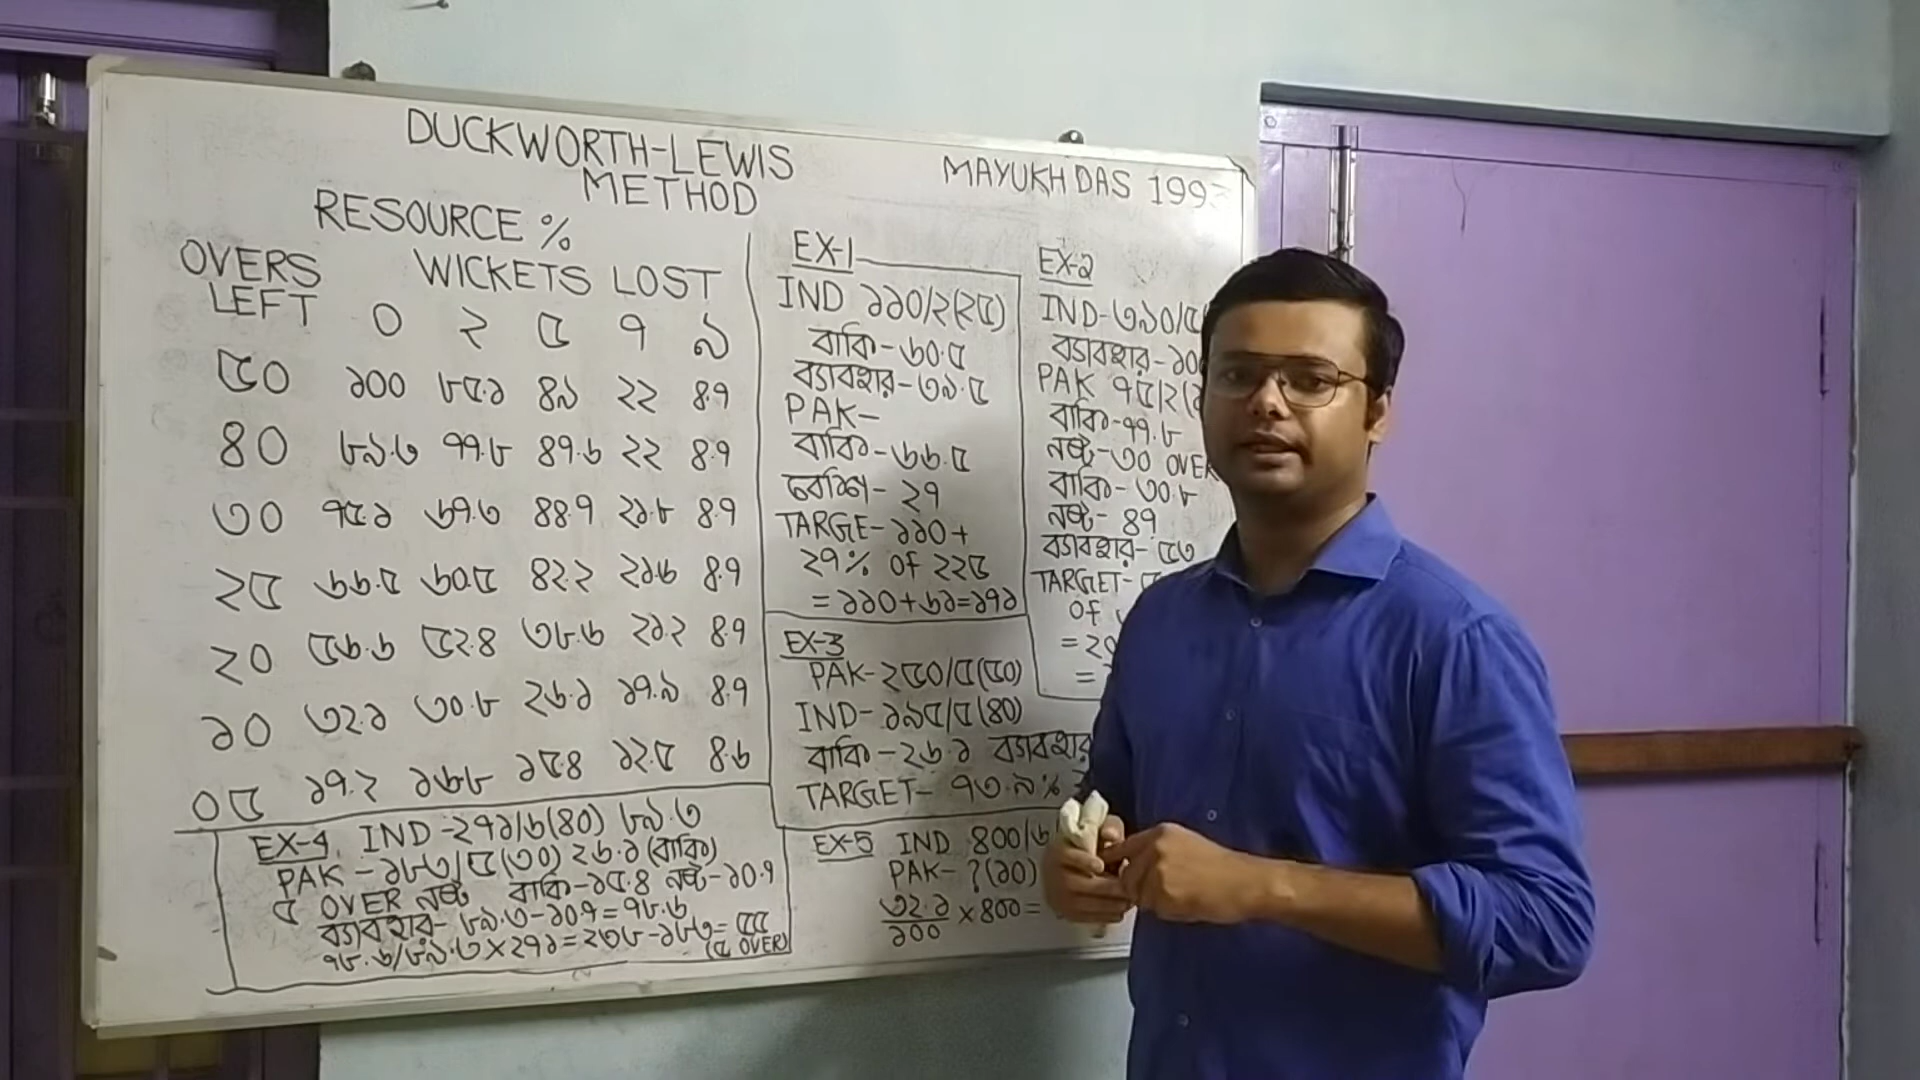 DUCKWORTH-LEWIS
METHOD
MAYUKH DAS 199
RESOURCE %
OVERS
LEFT
WICKETS LOST
০ ২ ৫ ৭ ৯
৫০ ১০০ ৮৫.১ ৪৯ ২২ ৪.৭
৪০ ৮৯.৩ ৭৭.৮ ৪৭.৬ ২২ ৪.৭
৩০ ৭৫.১ ৬৭.৩ ৪৪.৭ ২১.৮ ৪.৭
২৫ ৬৬.৫ ৬০.৫ ৪২.২ ২১.৬ ৪.৭
২০ ৫৬.৬ ৫২.৪ ৩৮.৬ ২১.২ ৪.৭
১০ ৩২.১ ৩০.৮ ২৬.১ ১৭.৯ ৪.৭
০৫ ১৭.২ ১৬.৮ ১৫.৪ ১২.৫ ৪.৬
EX-1
IND ১১০/২(২৫)
বাকি-৬০.৫
ব্যাবহার-৩৯.৫
PAK-
বাকি-৬৬.৫
বেশি-২৭
TARGE-১১০+
২৭% OF ২২৫
=১১০+৬১=১৭১
EX-২
IND-৩১০/৫
ব্যাবহার-১০
PAK ৭৫/২(
বাকি-৭৭.৮
নষ্ট-৩০ OVER
বাকি-৩০.৮
নষ্ট-৪৭
ব্যাবহার-৫৩
TARGET-
OF
=২
=
EX-3
PAK-২৫০/৫(৫০)
IND-১৯৫/৫(৪০)
বাকি-২৬.১ ব্যাবহার
TARGET-৭৩.৯%
EX-4 IND-২৭১/৬(৪০) ৮৯.৩
PAK-১৮৩/৫(৩০) ২৬.১(বাকি)
৫ OVER নষ্ট বাকি-১৫.৪ নষ্ট-১০.৭
ব্যাবহার-৮৯.৩-১০.৭=৭৮.৬
৭৮.৬/৮৯.৩×২৭১=২৩৮-১৮৩=৫৫
(৫ OVER)
EX-5 IND ৪০০/৬
PAK-?(১০)
৩২.১
×৪০০=
১০০